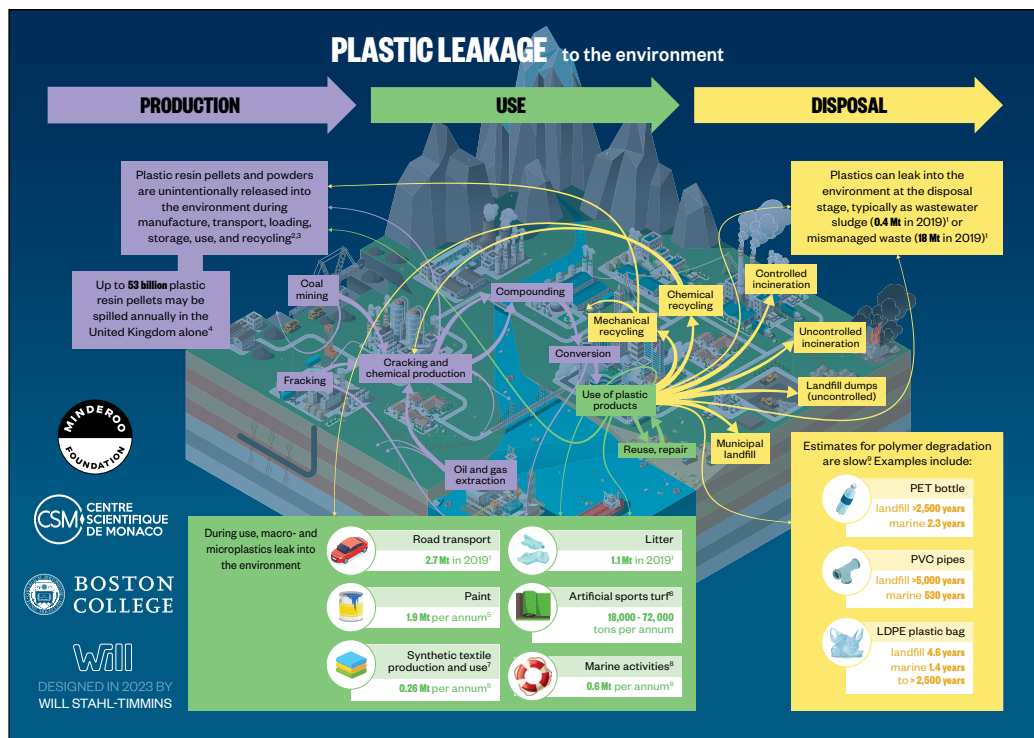 PLASTIC LEAKAGE to the environment
PRODUCTION
USE
DISPOSAL
Plastic resin pellets and powders
are unintentionally released into
the environment during
manufacture, transport, loading,
storage, use, and recycling2,3
Up to 53 billion plastic
resin pellets may be
spilled annually in the
United Kingdom alone4
Plastics can leak into the
environment at the disposal
stage, typically as wastewater
sludge (0.4 Mt in 2019)1 or
mismanaged waste (18 Mt in 2019)1
Coal
mining
Fracking
Cracking and
chemical production
Oil and gas
extraction
Compounding
Conversion
Mechanical
recycling
Chemical
recycling
Controlled
incineration
Uncontrolled
incineration
Landfill dumps
(uncontrolled)
Municipal
landfill
Use of plastic
products
Reuse, repair
During use, macro- and
microplastics leak into
the environment
Road transport
2.7 Mt in 20191
Paint
1.9 Mt per annum5
Synthetic textile
production and use7
0.26 Mt per annum8
Litter
1.1 Mt in 20191
Artificial sports turf6
18,000 - 72, 000
tons per annum
Marine activities8
0.6 Mt per annum8
Estimates for polymer degradation
are slow9 Examples include:
PET bottle
landfill >2,500 years
marine 2.3 years
PVC pipes
landfill >5,000 years
marine 530 years
LDPE plastic bag
landfill 4.6 years
marine 1.4 years
to > 2,500 years
MINDEROO
FOUNDATION
CSM
CENTRE
SCIENTIFIQUE
DE MONACO
BOSTON
COLLEGE
Will
DESIGNED IN 2023 BY
WILL STAHL-TIMMINS